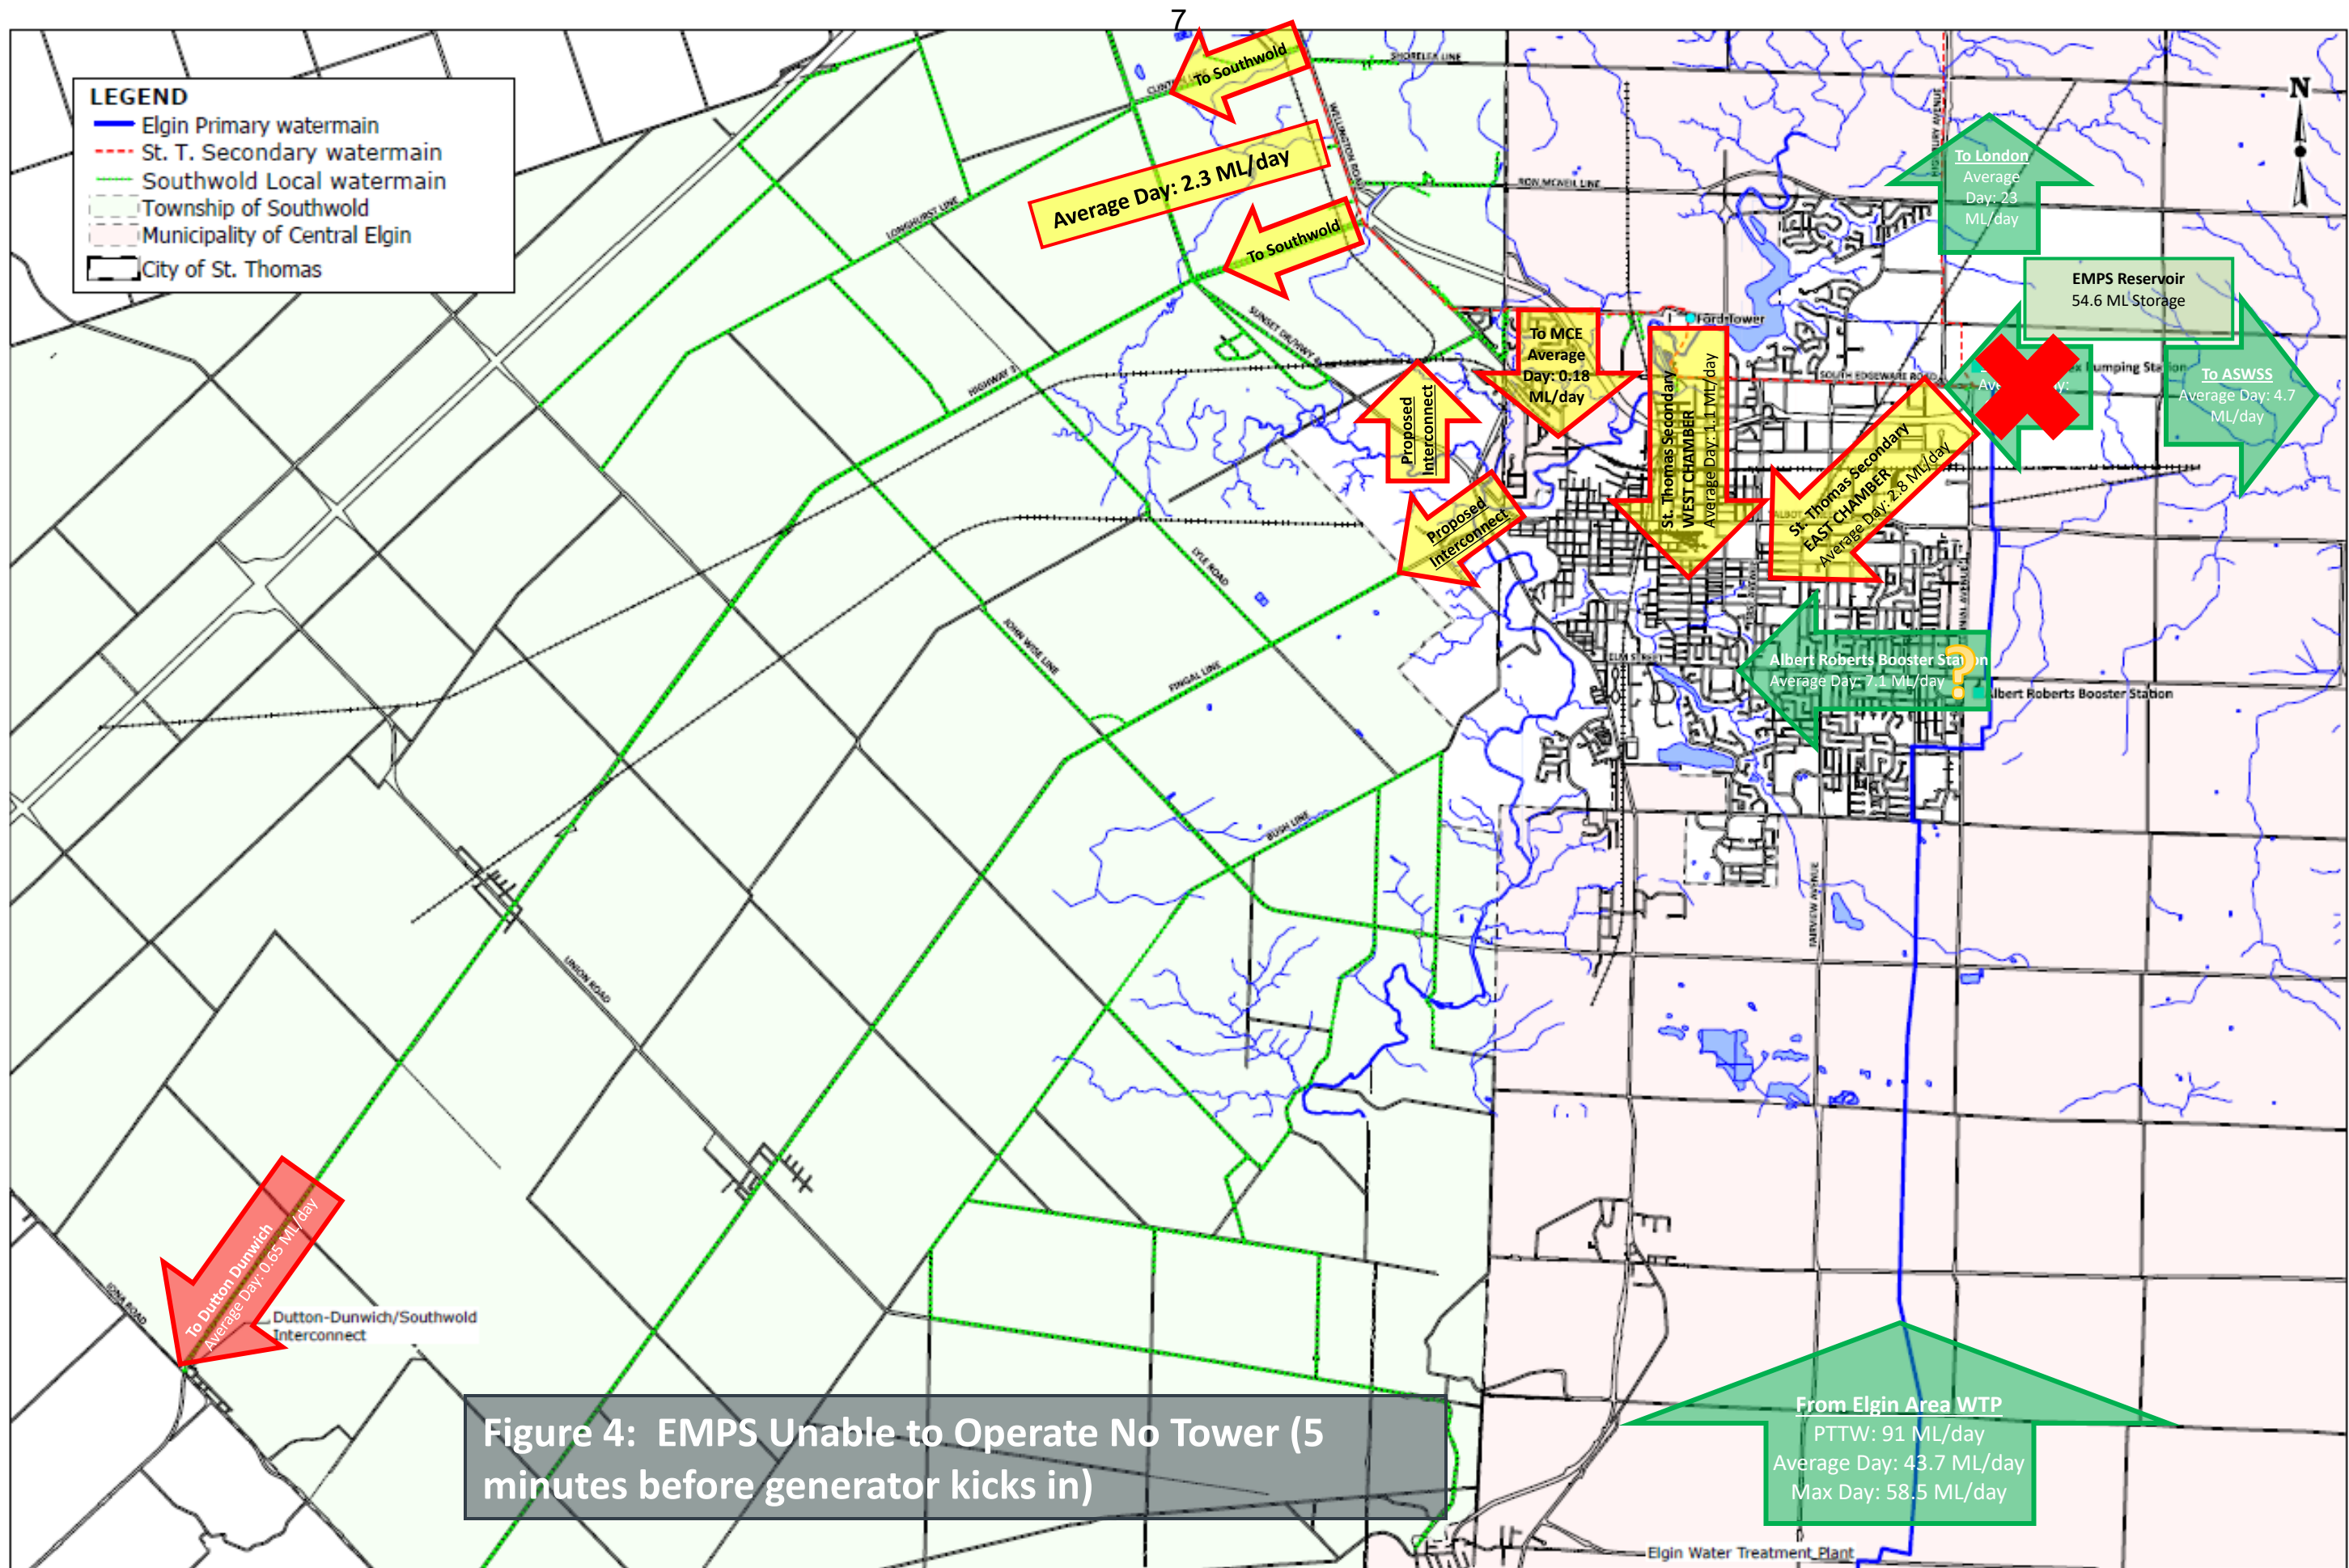 7
LEGEND
Elgin Primary watermain
St. T. Secondary watermain
Southwold Local watermain
Township of Southwold
Municipality of Central Elgin
City of St. Thomas
To Southwold
Average Day: 2.3 ML/day
To Southwold
SHORELEA LINE
WELLINGTON ROAD
RON MCNEIL LINE
LONGHURST LINE
HIGHWAY 3
N
To London
Average
Day: 23
ML/day
EMPS Reservoir
54.6 ML Storage
Ford Tower
To MCE
Average
Day: 0.18
ML/day
St. Thomas Secondary
WEST CHAMBER
Average Day: 1.1 ML/day
SOUTH EDGEWARE ROAD
Pumping Station
To ASWSS
Average Day: 4.7
ML/day
Proposed
Interconnect
Proposed
Interconnect
St. Thomas Secondary
EAST CHAMBER
Average Day: 2.8 ML/day
LYLE ROAD
JOHN WISE LINE
FINGAL LINE
ELM STREET
Albert Roberts Booster Station
Average Day: 7.1 ML/day
?
Albert Roberts Booster Station
BUSH LINE
FAIRVIEW AVENUE
UNION ROAD
To Dutton Dunwich
Average Day: 0.65 ML/day
IONA ROAD
Dutton-Dunwich/Southwold
Interconnect
Figure 4: EMPS Unable to Operate No Tower (5
minutes before generator kicks in)
From Elgin Area WTP
PTTW: 91 ML/day
Average Day: 43.7 ML/day
Max Day: 58.5 ML/day
Elgin Water Treatment Plant